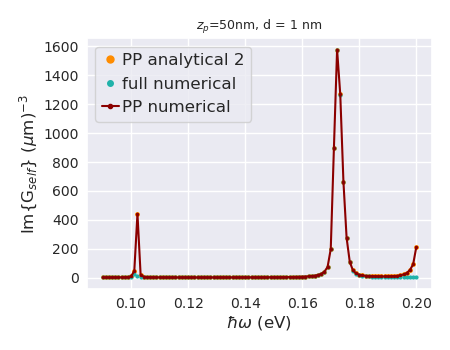 z_p=50nm, d = 1 nm
PP analytical 2
full numerical
PP numerical
Im{G_self} (μm)^−3
1600
1400
1200
1000
800
600
400
200
0
0.10 0.12 0.14 0.16 0.18 0.20
ħω (eV)